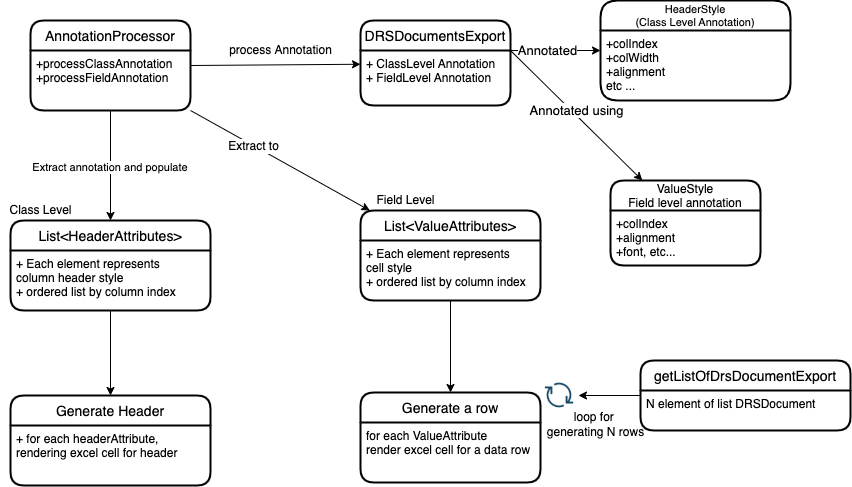 HeaderStyle
(Class Level Annotation)
+colIndex
+colWidth
+alignment
etc ...
AnnotationProcessor
+processClassAnnotation
+processFieldAnnotation
process Annotation
DRSDocumentsExport
+ ClassLevel Annotation
+ FieldLevel Annotation
Annotated
Annotated using
ValueStyle
Field level annotation
+colIndex
+alignment
+font, etc...
Extract annotation and populate
Extract to
Class Level
List<HeaderAttributes>
+ Each element represents
column header style
+ ordered list by column index
Field Level
List<ValueAttributes>
+ Each element represents
cell style
+ ordered list by column index
Generate Header
+ for each headerAttribute,
rendering excel cell for header
Generate a row
for each ValueAttribute
render excel cell for a data row
loop for
generating N rows
getListOfDrsDocumentExport
N element of list DRSDocument